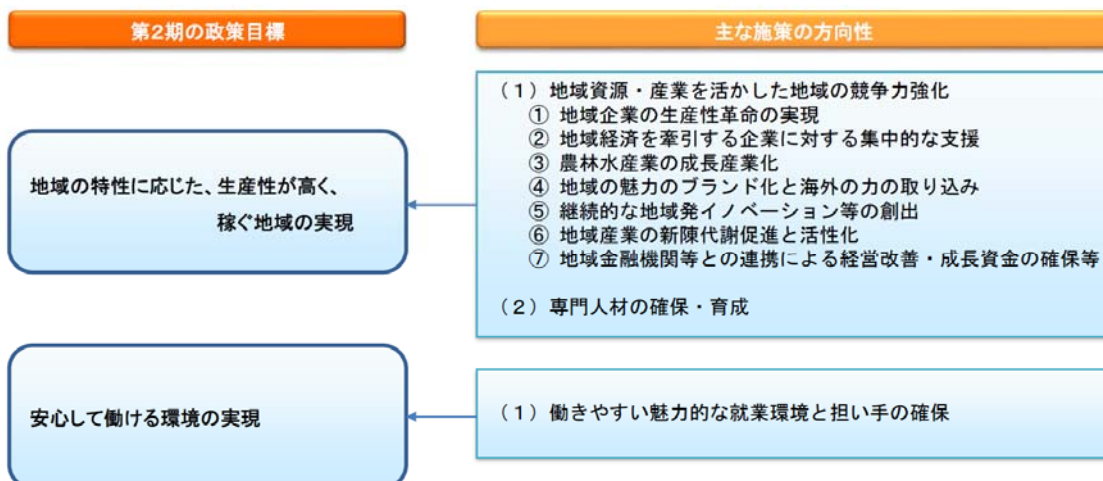 第2期の政策目標
主な施策の方向性
地域の特性に応じた、生産性が高く、
稼ぐ地域の実現
(1)地域資源・産業を活かした地域の競争力強化
① 地域企業の生産性革命の実現
② 地域経済を牽引する企業に対する集中的な支援
③ 農林水産業の成長産業化
④ 地域の魅力のブランド化と海外の力の取り込み
⑤ 継続的な地域発イノベーション等の創出
⑥ 地域産業の新陳代謝促進と活性化
⑦ 地域金融機関等との連携による経営改善・成長資金の確保等
(2)専門人材の確保・育成
安心して働ける環境の実現
(1)働きやすい魅力的な就業環境と担い手の確保